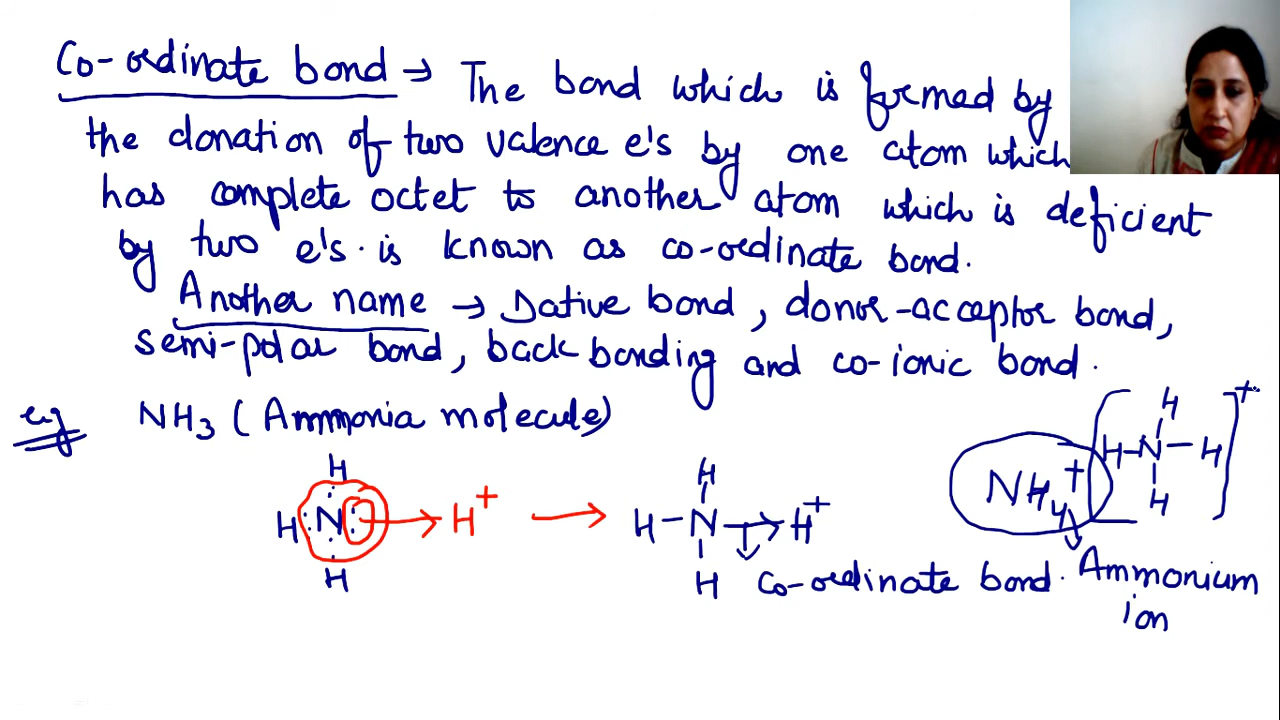 Co-ordinate bond → The bond which is formed by
the donation of two valence e's by one atom which
has complete octet to another atom which is deficient
by two e's. is known as co-ordinate bond.
Another name → Dative bond, donor-acceptor bond,
semi-polar bond, back bonding and co-ionic bond.
eg NH3 (Ammonia molecule)
H
H : N : → H+ →
H
H
H – N → H+
H
Co-ordinate bond.
NH4+
Ammonium
ion
[ H +
H – N – H
H ]